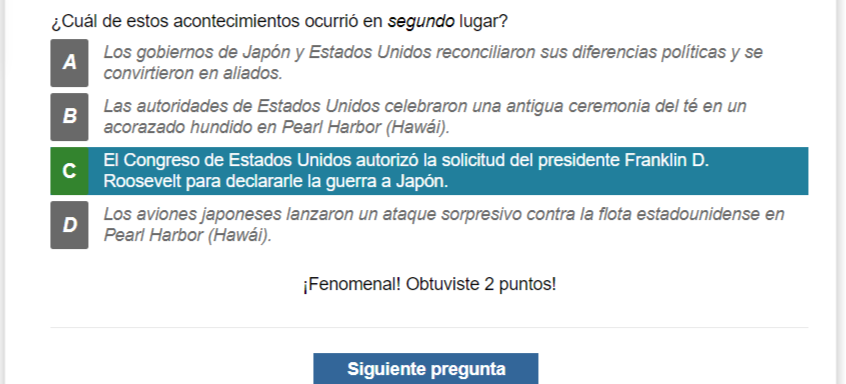 ¿Cuál de estos acontecimientos ocurrió en segundo lugar?
A
Los gobiernos de Japón y Estados Unidos reconciliaron sus diferencias políticas y se
convirtieron en aliados.
B
Las autoridades de Estados Unidos celebraron una antigua ceremonia del té en un
acorazado hundido en Pearl Harbor (Hawái).
C
El Congreso de Estados Unidos autorizó la solicitud del presidente Franklin D.
Roosevelt para declararle la guerra a Japón.
D
Los aviones japoneses lanzaron un ataque sorpresivo contra la flota estadounidense en
Pearl Harbor (Hawái).
¡Fenomenal! Obtuviste 2 puntos!
Siguiente pregunta